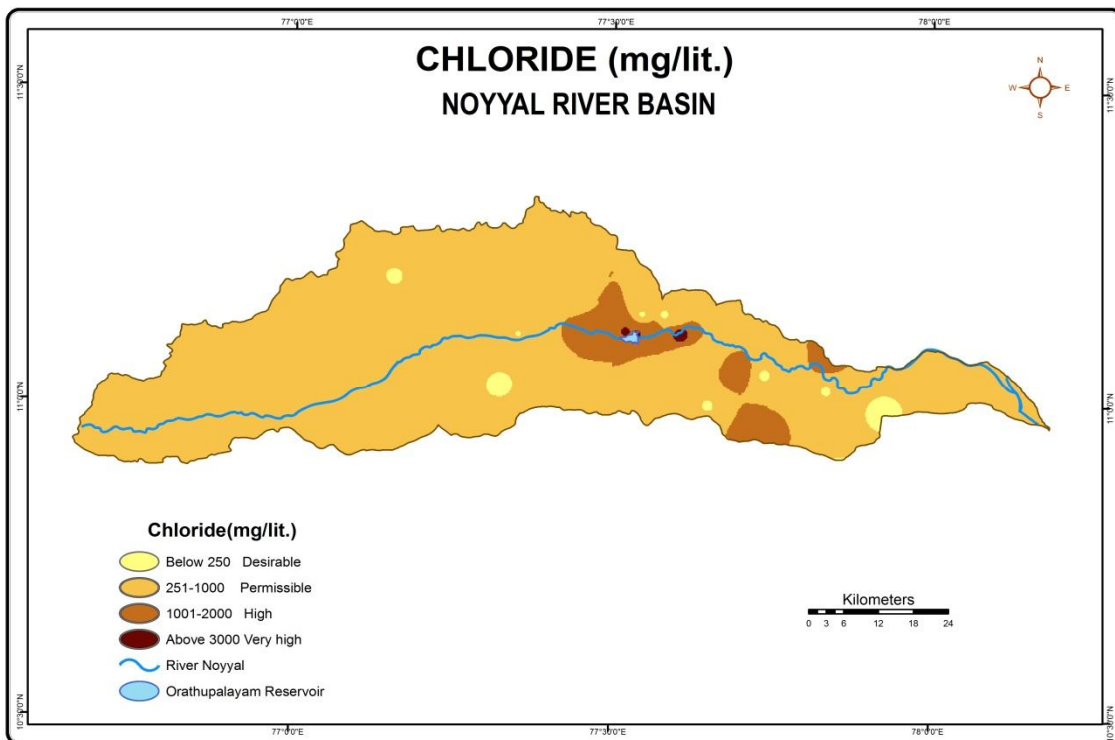 77°0'0"E 77°30'0"E 78°0'0"E
CHLORIDE (mg/lit.)
NOYYAL RIVER BASIN
N
W E
S
11°30'0"N 11°30'0"N
11°0'0"N 11°0'0"N
Chloride(mg/lit.)
Below 250 Desirable
251-1000 Permissible
1001-2000 High
Above 3000 Very high
River Noyyal
Orathupalayam Reservoir
Kilometers
0 3 6 12 18 24
10°30'0"N 10°30'0"N
77°0'0"E 77°30'0"E 78°0'0"E